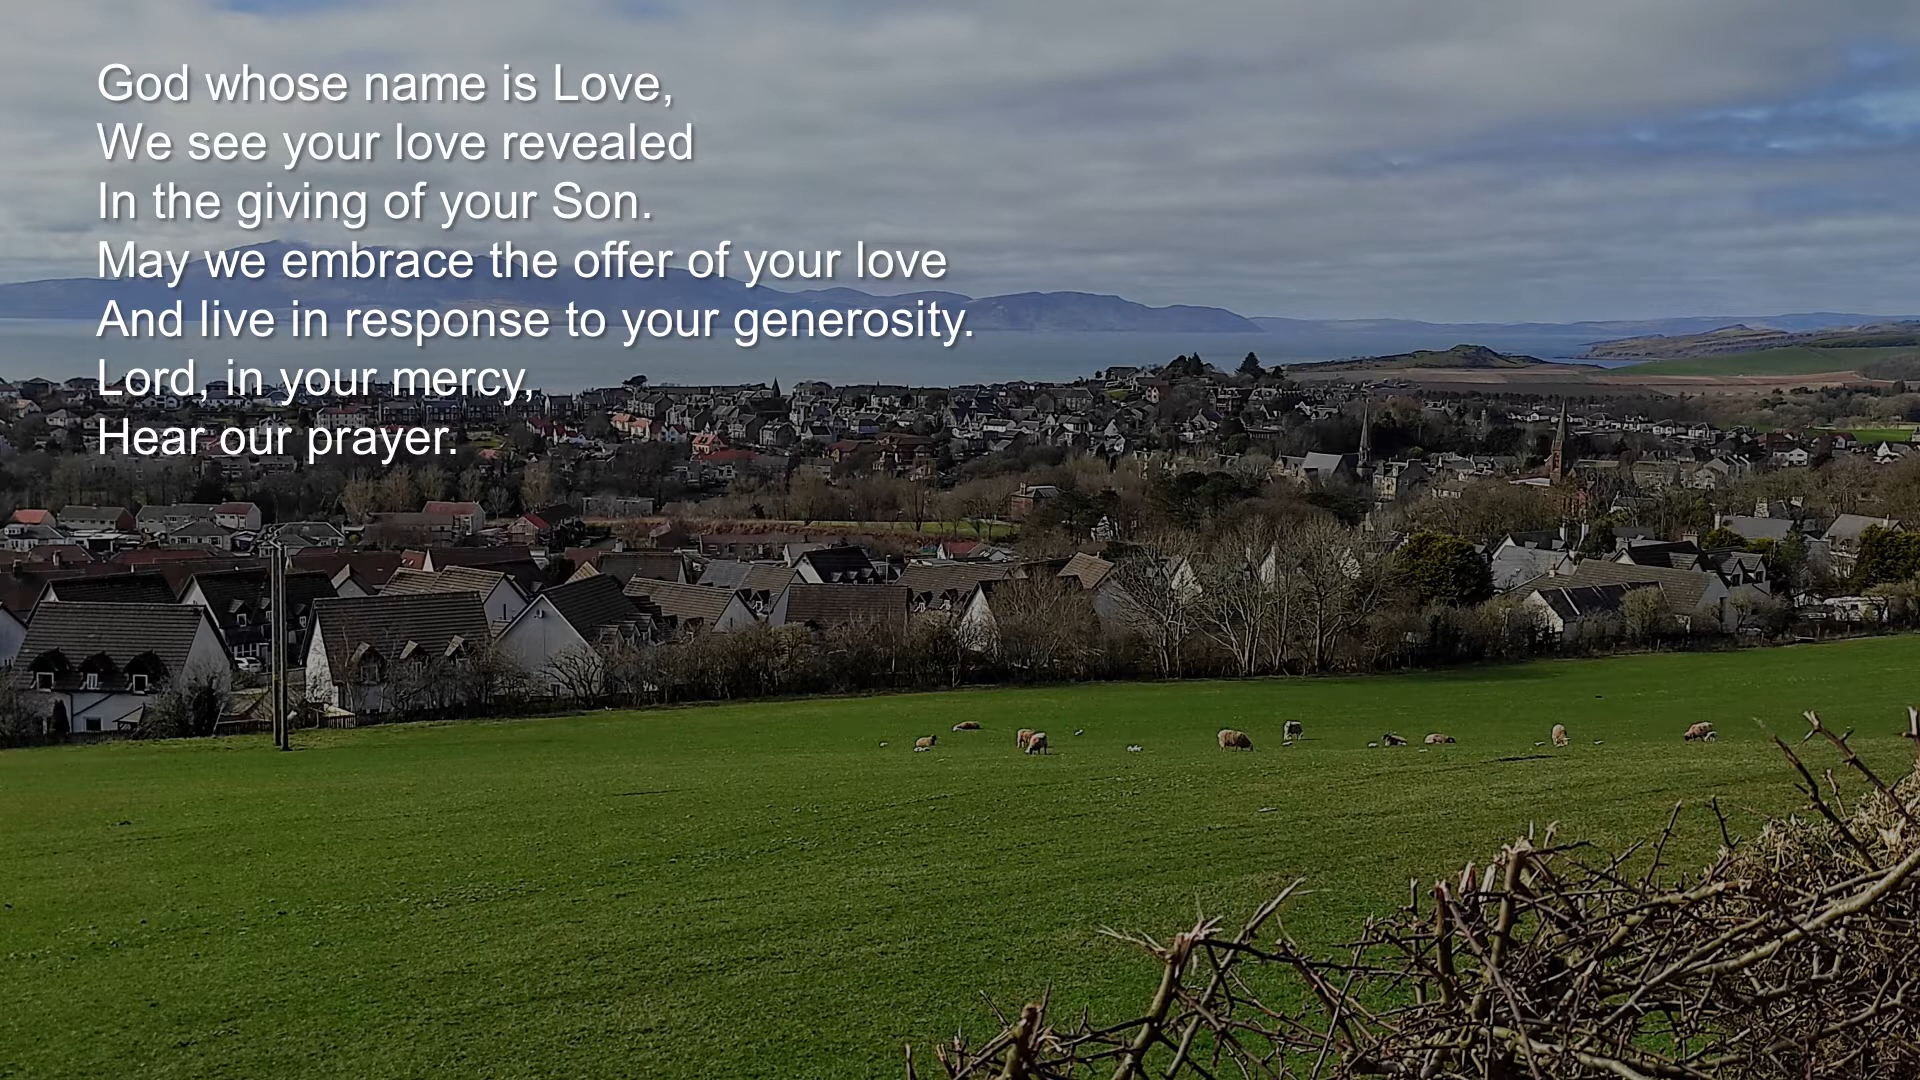 God whose name is Love,
We see your love revealed
In the giving of your Son.
May we embrace the offer of your love
And live in response to your generosity.
Lord, in your mercy,
Hear our prayer.